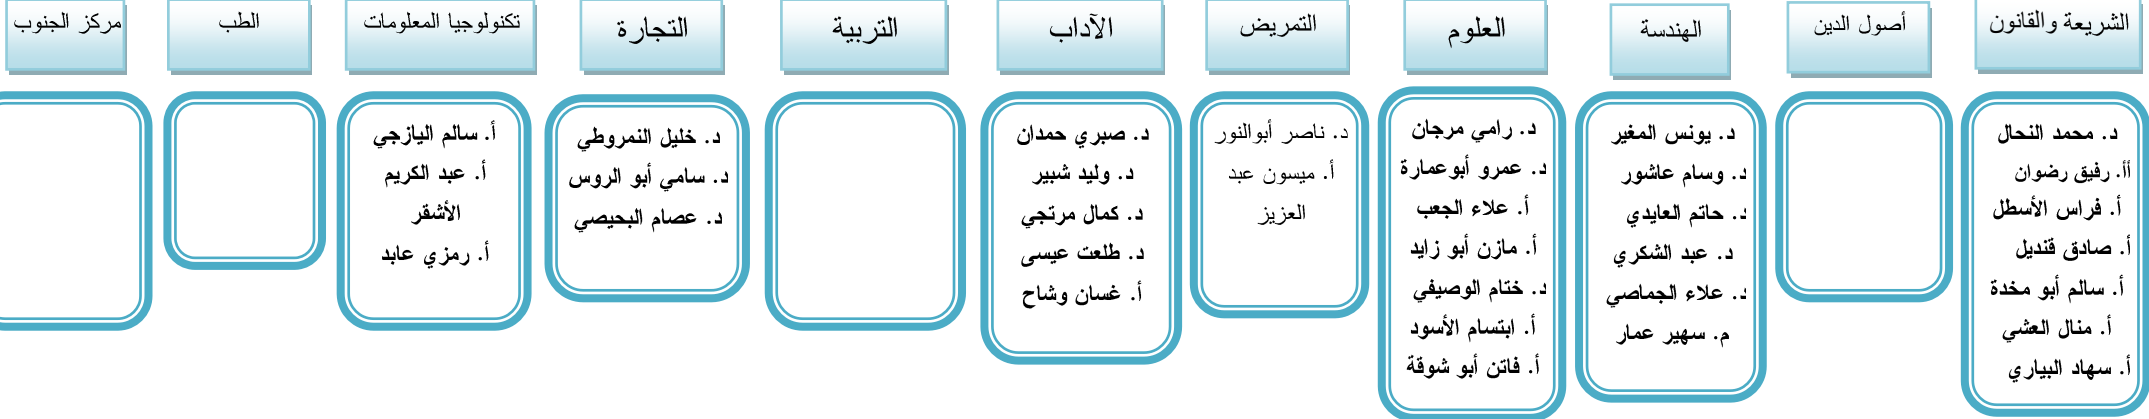 الشريعة والقانون
أصول الدين
الهندسة
العلوم
التمريض
الآداب
التربية
التجارة
تكنولوجيا المعلومات
الطب
مركز الجنوب
د. محمد النحال
أأ. رفيق رضوان
أ. فراس الأسطل
أ. صادق قنديل
أ. سالم أبو مخدة
أ. منال العشي
أ. سهاد البياري
د. يونس المغير
د. وسام عاشور
د. حاتم العايدي
د. عبد الشكري
د. علاء الجماصي
م. سهير عمار
د. رامي مرجان
د. عمرو أبوعمارة
أ. علاء الجعب
أ. مازن أبو زايد
د. ختام الوصيفي
أ. ابتسام الأسود
أ. فاتن أبو شوقة
د. ناصر أبوالنور
أ. ميسون عبد
العزيز
د. صبري حمدان
د. وليد شبير
د. كمال مرتجي
د. طلعت عيسى
أ. غسان وشاح
د. خليل النمروطي
د. سامي أبو الروس
د. عصام البحيصي
أ. سالم اليازجي
أ. عبد الكريم
الأشقر
أ. رمزي عابد